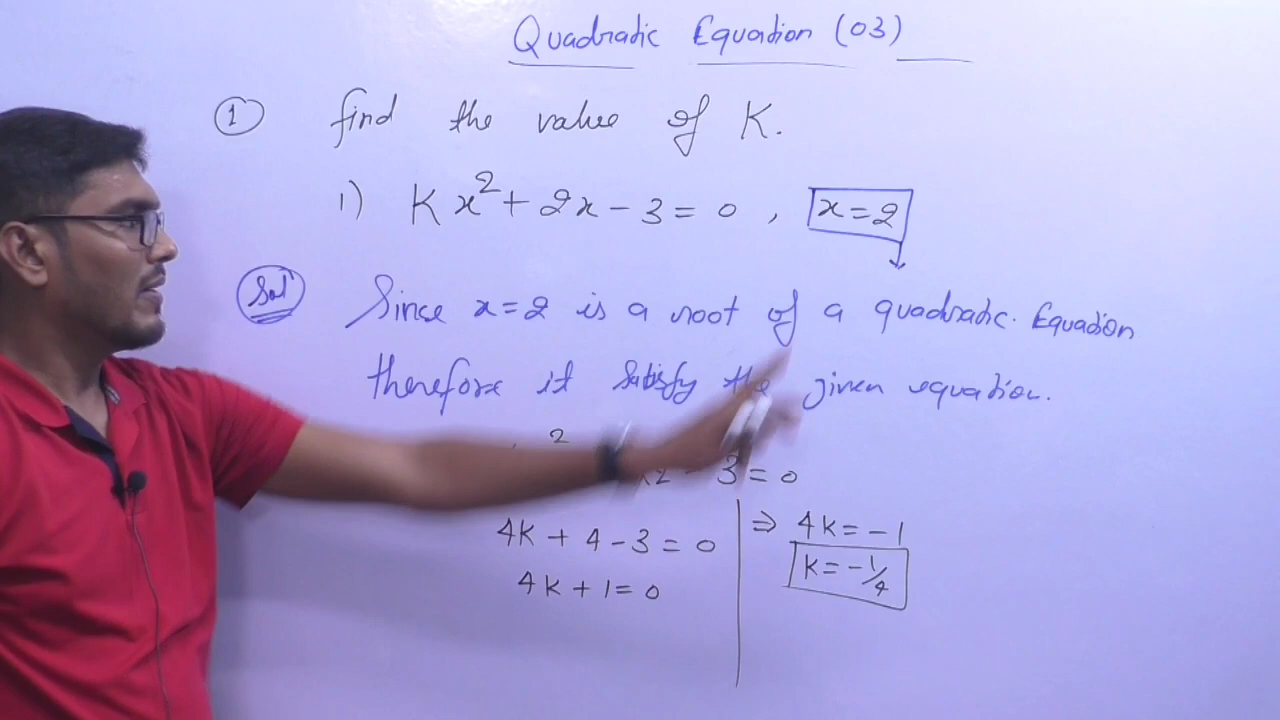 Quadratic Equation (03)
① find the value of K.
1) Kx²+ 2x - 3 = 0 , x=2
Sol Since x=2 is a root of a quadratic. Equation
therefore it satisfy the given equation.
2
x2 - 3 = 0
4K + 4 - 3 = 0 ⇒ 4K = -1
4K + 1 = 0 K = -1/4